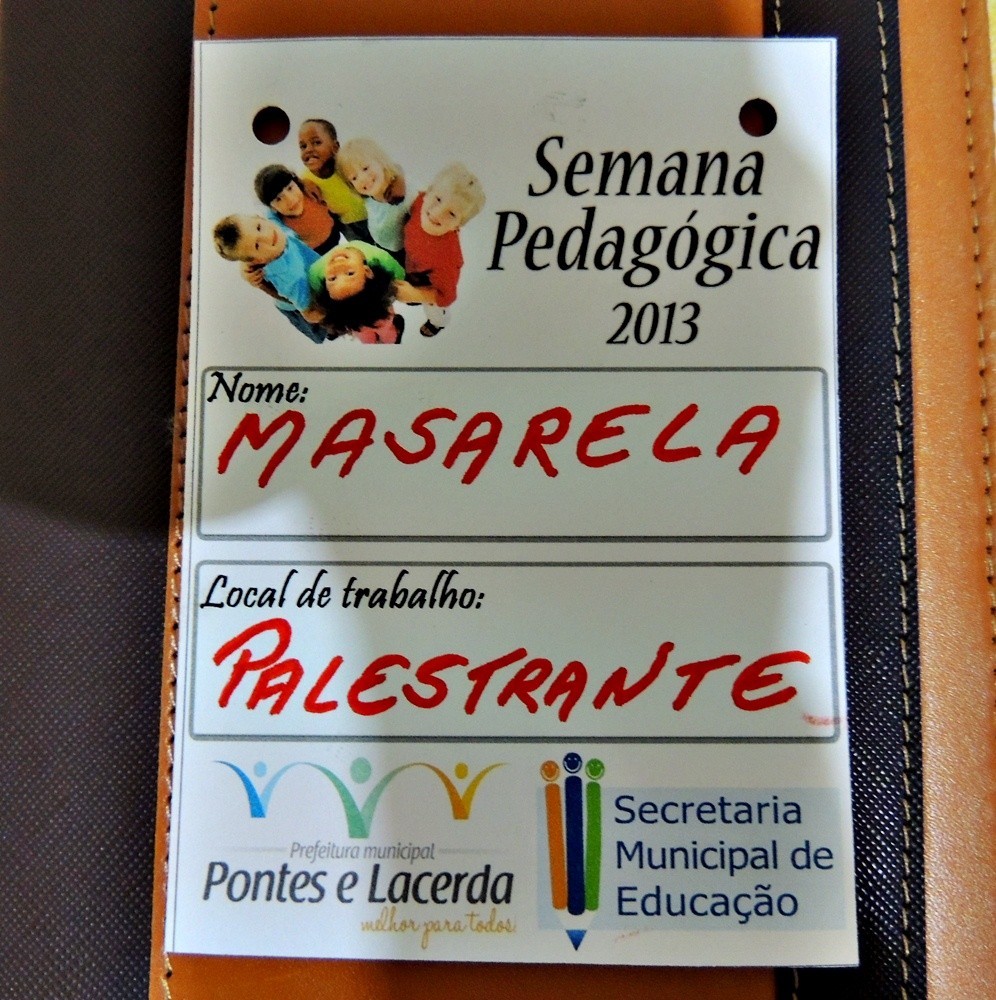 Semana
Pedagógica
2013
Nome:
MASARELA
Local de trabalho:
PALESTRANTE
Prefeitura municipal
Pontes e Lacerda
melhor para todos!
Secretaria
Municipal de
Educação